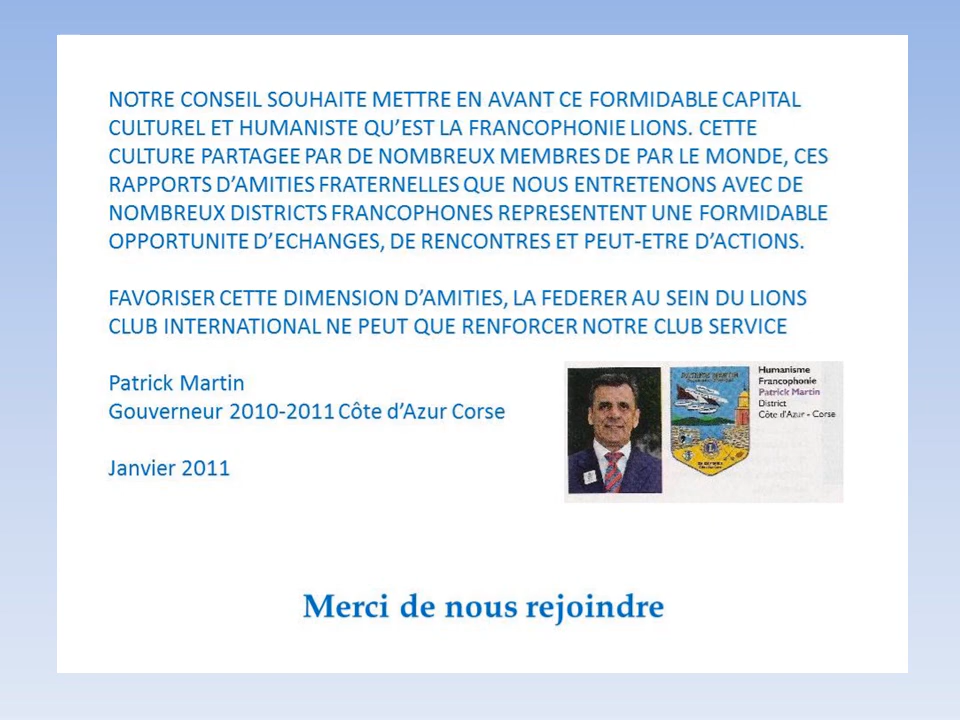 NOTRE CONSEIL SOUHAITE METTRE EN AVANT CE FORMIDABLE CAPITAL
CULTUREL ET HUMANISTE QU’EST LA FRANCOPHONIE LIONS. CETTE
CULTURE PARTAGEE PAR DE NOMBREUX MEMBRES DE PAR LE MONDE, CES
RAPPORTS D’AMITIES FRATERNELLES QUE NOUS ENTRETENONS AVEC DE
NOMBREUX DISTRICTS FRANCOPHONES REPRESENTENT UNE FORMIDABLE
OPPORTUNITE D’ECHANGES, DE RENCONTRES ET PEUT-ETRE D’ACTIONS.
FAVORISER CETTE DIMENSION D’AMITIES, LA FEDERER AU SEIN DU LIONS
CLUB INTERNATIONAL NE PEUT QUE RENFORCER NOTRE CLUB SERVICE
Patrick Martin
Gouverneur 2010-2011 Côte d’Azur Corse
Janvier 2011
Humanisme
Francophonie
Patrick Martin
District
Côte d'Azur - Corse
Merci de nous rejoindre